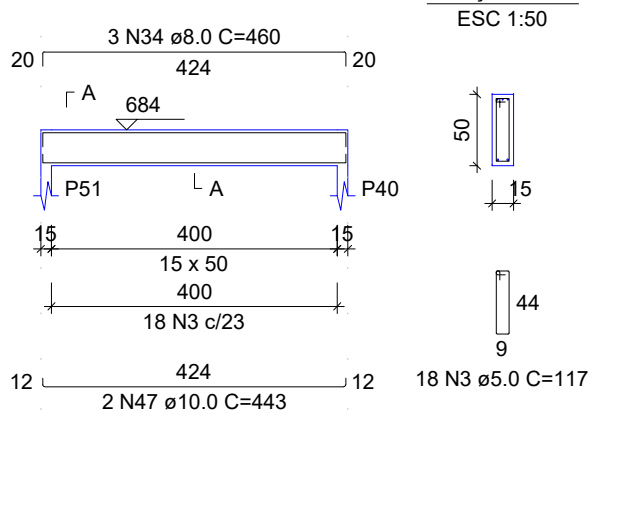 ESC 1:50
3 N34 ø8.0 C=460
20 424 20
A
684
50
P51 A P40
15
15 400 15
15 x 50
400
18 N3 c/23
44
9
12 424 12
2 N47 ø10.0 C=443
18 N3 ø5.0 C=117